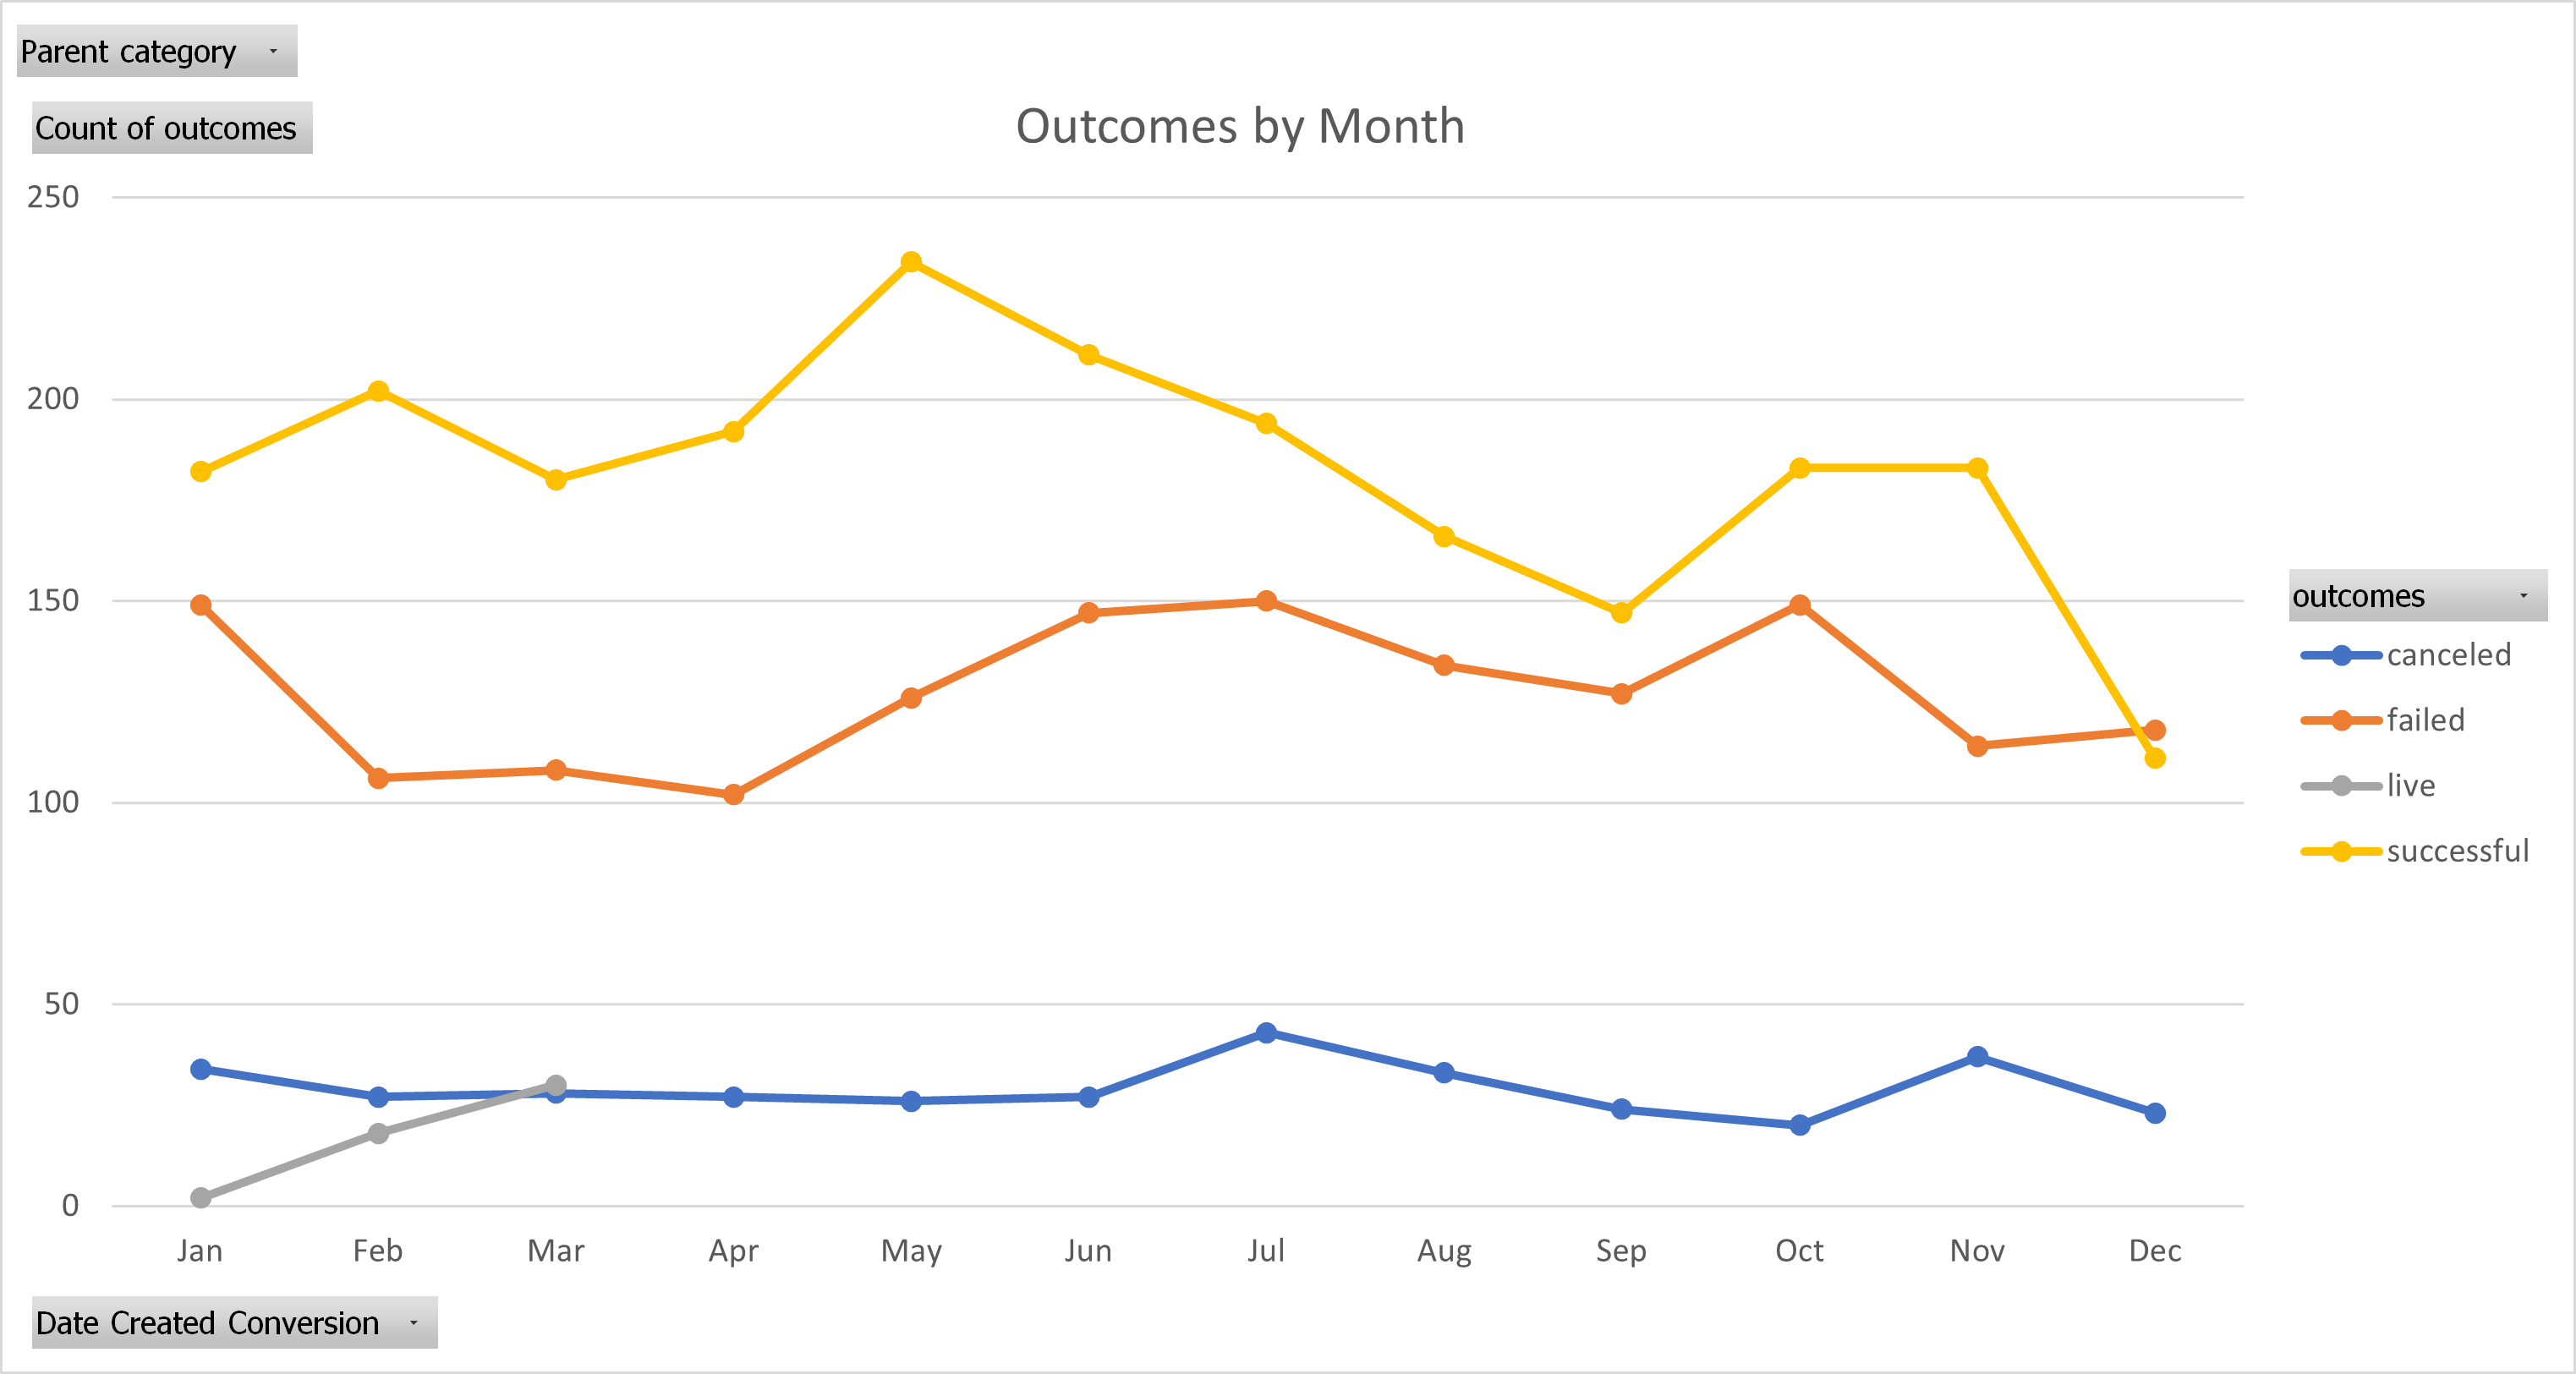 Parent category
Count of outcomes
Outcomes by Month
250
200
150
100
50
0
Jan Feb Mar Apr May Jun Jul Aug Sep Oct Nov Dec
Date Created Conversion
outcomes
canceled
failed
live
successful